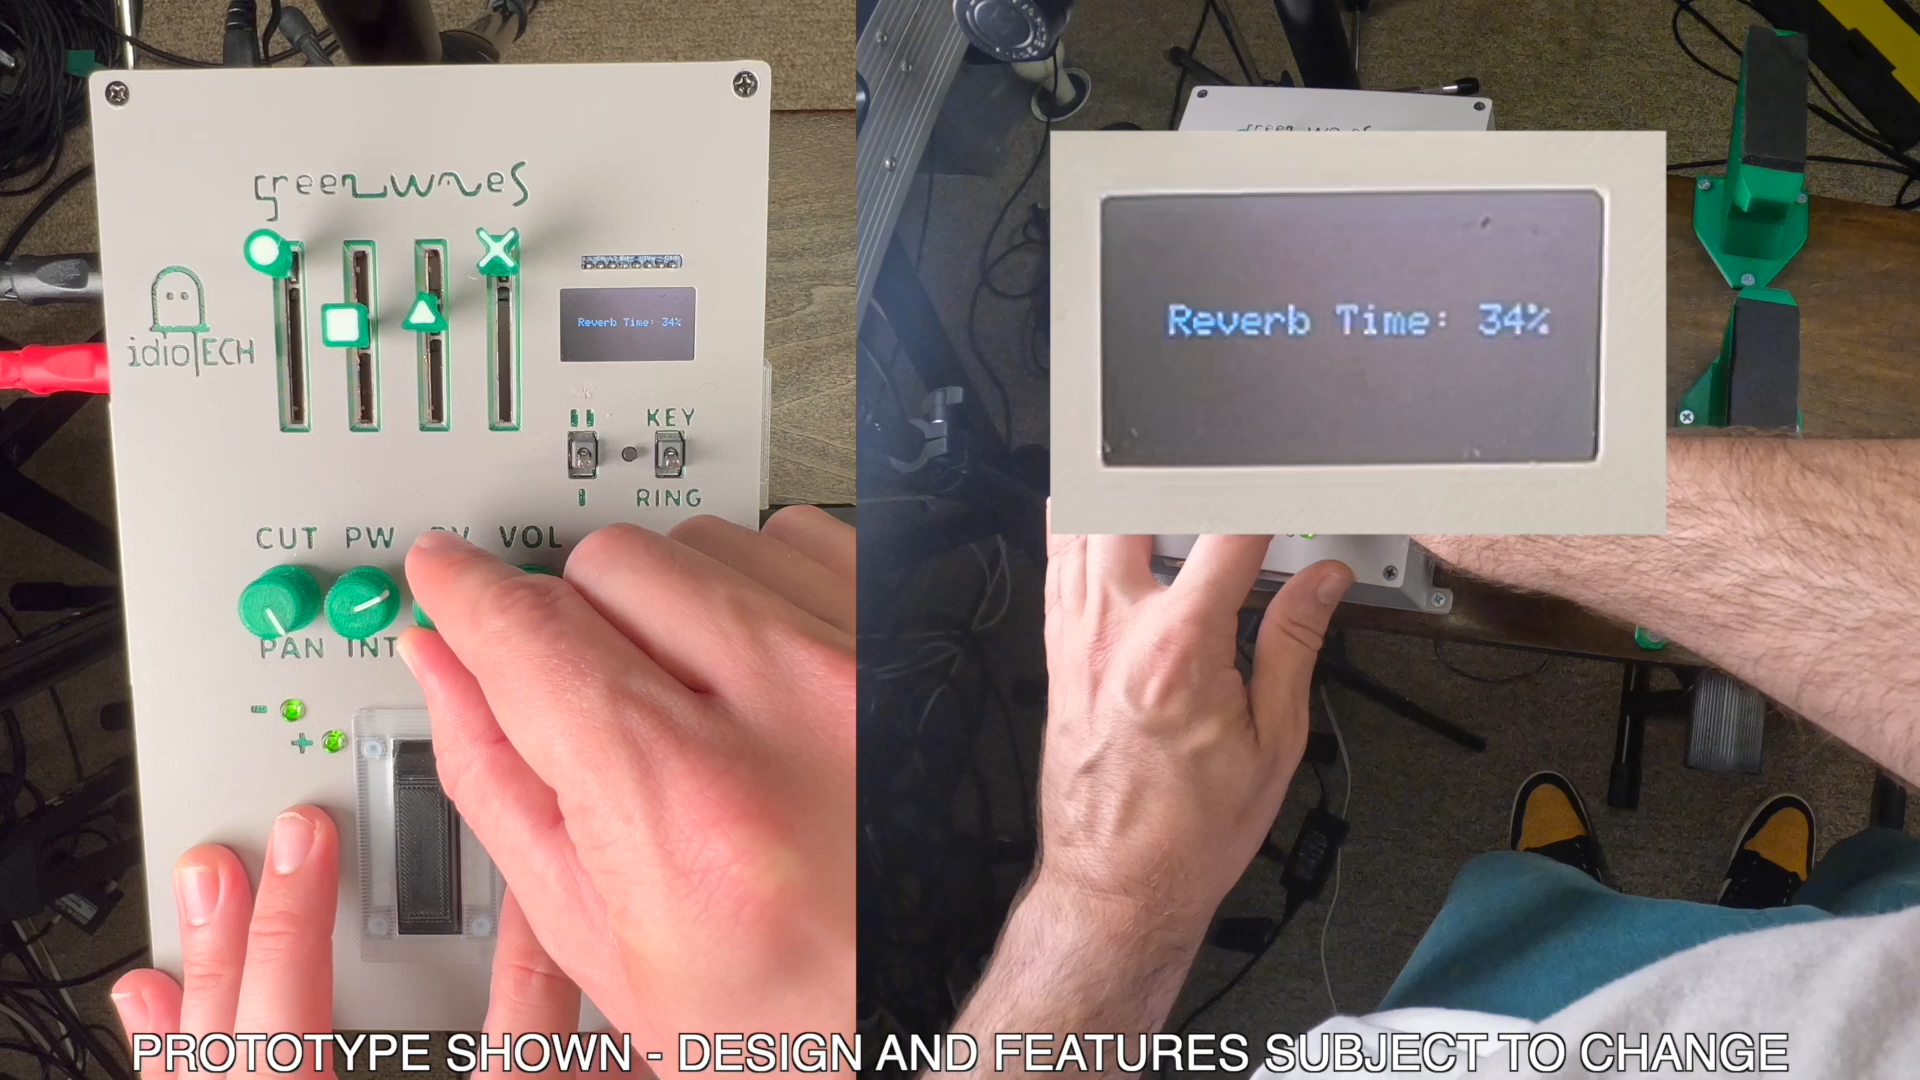 greenwaves
idioTECH
Reverb Time: 34%
KEY
RING
CUT PW RV VOL
PAN INT
Reverb Time: 34%
PROTOTYPE SHOWN - DESIGN AND FEATURES SUBJECT TO CHANGE